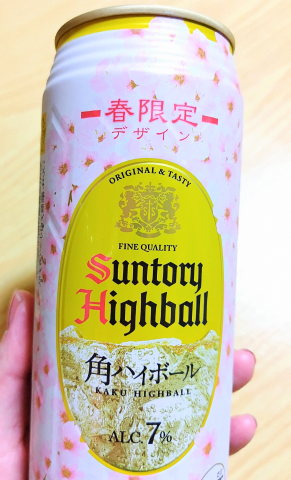 春限定
デザイン
ORIGINAL & TASTY
FINE QUALITY
Suntory
Highball
角ハイボール
KAKU HIGHBALL
ALC.7%